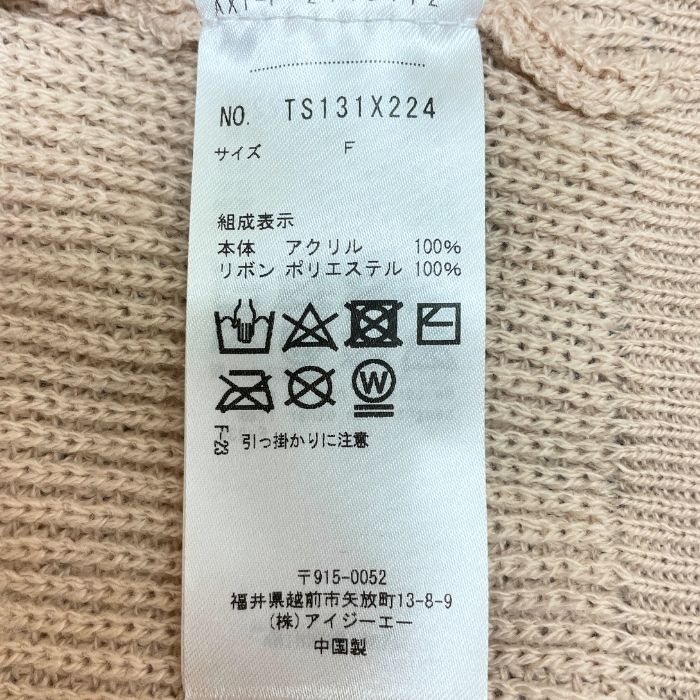 NO. TS131X224
サイズ F
組成表示
本体 アクリル 100%
リボン ポリエステル 100%
W
F-23 引っ掛かりに注意
〒915-0052
福井県越前市矢放町13-8-9
(株)アイジーエー
中国製